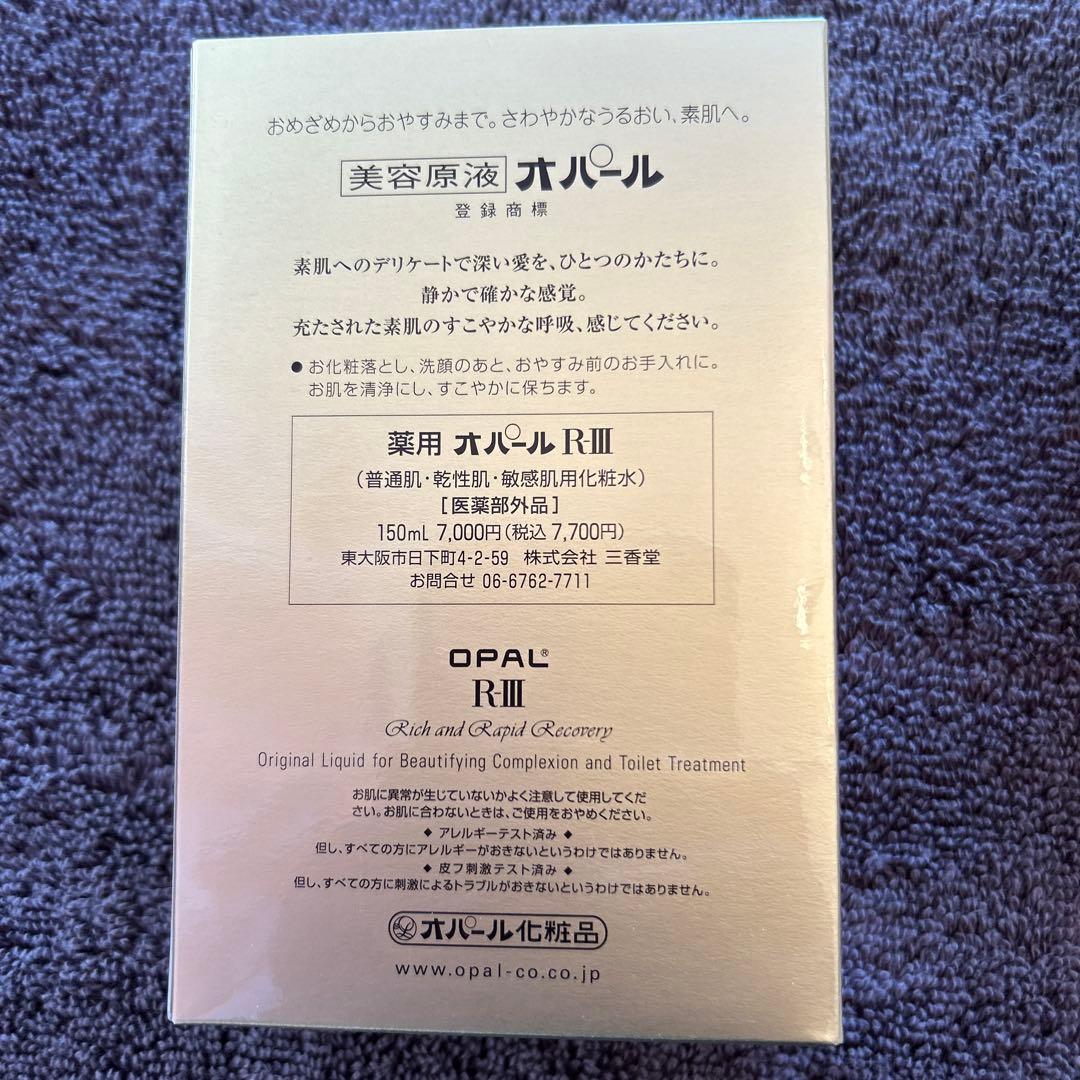 おめざめからおやすみまで。さわやかなうるおい、素肌へ。
美容原液 オパール
登録商標
素肌へのデリケートで深い愛を、ひとつのかたちに。
静かで確かな感覚。
充たされた素肌のすこやかな呼吸、感じてください。
● お化粧落とし、洗顔のあと、おやすみ前のお手入れに。
お肌を清浄にし、すこやかに保ちます。
薬用 オパール R-III
（普通肌・乾性肌・敏感肌用化粧水）
［医薬部外品］
150mL 7,000円（税込 7,700円）
東大阪市日下町4-2-59 株式会社 三香堂
お問合せ 06-6762-7711
OPAL®
R-III
Rich and Rapid Recovery
Original Liquid for Beautifying Complexion and Toilet Treatment
お肌に異常が生じていないかよく注意して使用してくだ
さい。お肌に合わないときは、ご使用をおやめください。
◆ アレルギーテスト済み ◆
但し、すべての方にアレルギーがおきないというわけではありません。
◆ 皮フ刺激テスト済み ◆
但し、すべての方に刺激によるトラブルがおきないというわけではありません。
オパール化粧品
www.opal-co.co.jp